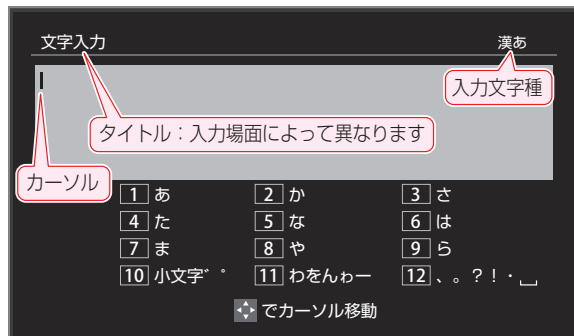 文字入力 漢あ
入力文字種
タイトル：入力場面によって異なります
カーソル
1 あ 2 か 3 さ
4 た 5 な 6 は
7 ま 8 や 9 ら
10 小文字゛゜ 11 わをんゎー 12 、。？！・␣
でカーソル移動